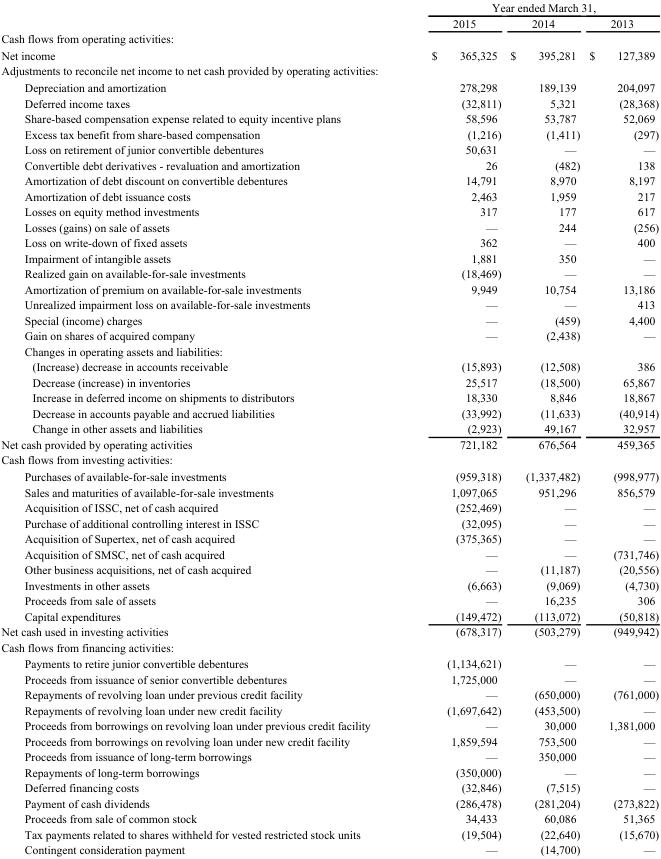 Year ended March 31,
2015 2014 2013
Cash flows from operating activities:
Net income $ 365,325 $ 395,281 $ 127,389
Adjustments to reconcile net income to net cash provided by operating activities:
Depreciation and amortization 278,298 189,139 204,097
Deferred income taxes (32,811) 5,321 (28,368)
Share-based compensation expense related to equity incentive plans 58,596 53,787 52,069
Excess tax benefit from share-based compensation (1,216) (1,411) (297)
Loss on retirement of junior convertible debentures 50,631 — —
Convertible debt derivatives - revaluation and amortization 26 (482) 138
Amortization of debt discount on convertible debentures 14,791 8,970 8,197
Amortization of debt issuance costs 2,463 1,959 217
Losses on equity method investments 317 177 617
Losses (gains) on sale of assets — 244 (256)
Loss on write-down of fixed assets 362 — 400
Impairment of intangible assets 1,881 350 —
Realized gain on available-for-sale investments (18,469) — —
Amortization of premium on available-for-sale investments 9,949 10,754 13,186
Unrealized impairment loss on available-for-sale investments — — 413
Special (income) charges — (459) 4,400
Gain on shares of acquired company — (2,438) —
Changes in operating assets and liabilities:
(Increase) decrease in accounts receivable (15,893) (12,508) 386
Decrease (increase) in inventories 25,517 (18,500) 65,867
Increase in deferred income on shipments to distributors 18,330 8,846 18,867
Decrease in accounts payable and accrued liabilities (33,992) (11,633) (40,914)
Change in other assets and liabilities (2,923) 49,167 32,957
Net cash provided by operating activities 721,182 676,564 459,365
Cash flows from investing activities:
Purchases of available-for-sale investments (959,318) (1,337,482) (998,977)
Sales and maturities of available-for-sale investments 1,097,065 951,296 856,579
Acquisition of ISSC, net of cash acquired (252,469) — —
Purchase of additional controlling interest in ISSC (32,095) — —
Acquisition of Supertex, net of cash acquired (375,365) — —
Acquisition of SMSC, net of cash acquired — — (731,746)
Other business acquisitions, net of cash acquired — (11,187) (20,556)
Investments in other assets (6,663) (9,069) (4,730)
Proceeds from sale of assets — 16,235 306
Capital expenditures (149,472) (113,072) (50,818)
Net cash used in investing activities (678,317) (503,279) (949,942)
Cash flows from financing activities:
Payments to retire junior convertible debentures (1,134,621) — —
Proceeds from issuance of senior convertible debentures 1,725,000 — —
Repayments of revolving loan under previous credit facility — (650,000) (761,000)
Repayments of revolving loan under new credit facility (1,697,642) (453,500) —
Proceeds from borrowings on revolving loan under previous credit facility — 30,000 1,381,000
Proceeds from borrowings on revolving loan under new credit facility 1,859,594 753,500 —
Proceeds from issuance of long-term borrowings — 350,000 —
Repayments of long-term borrowings (350,000) — —
Deferred financing costs (32,846) (7,515) —
Payment of cash dividends (286,478) (281,204) (273,822)
Proceeds from sale of common stock 34,433 60,086 51,365
Tax payments related to shares withheld for vested restricted stock units (19,504) (22,640) (15,670)
Contingent consideration payment — (14,700) —